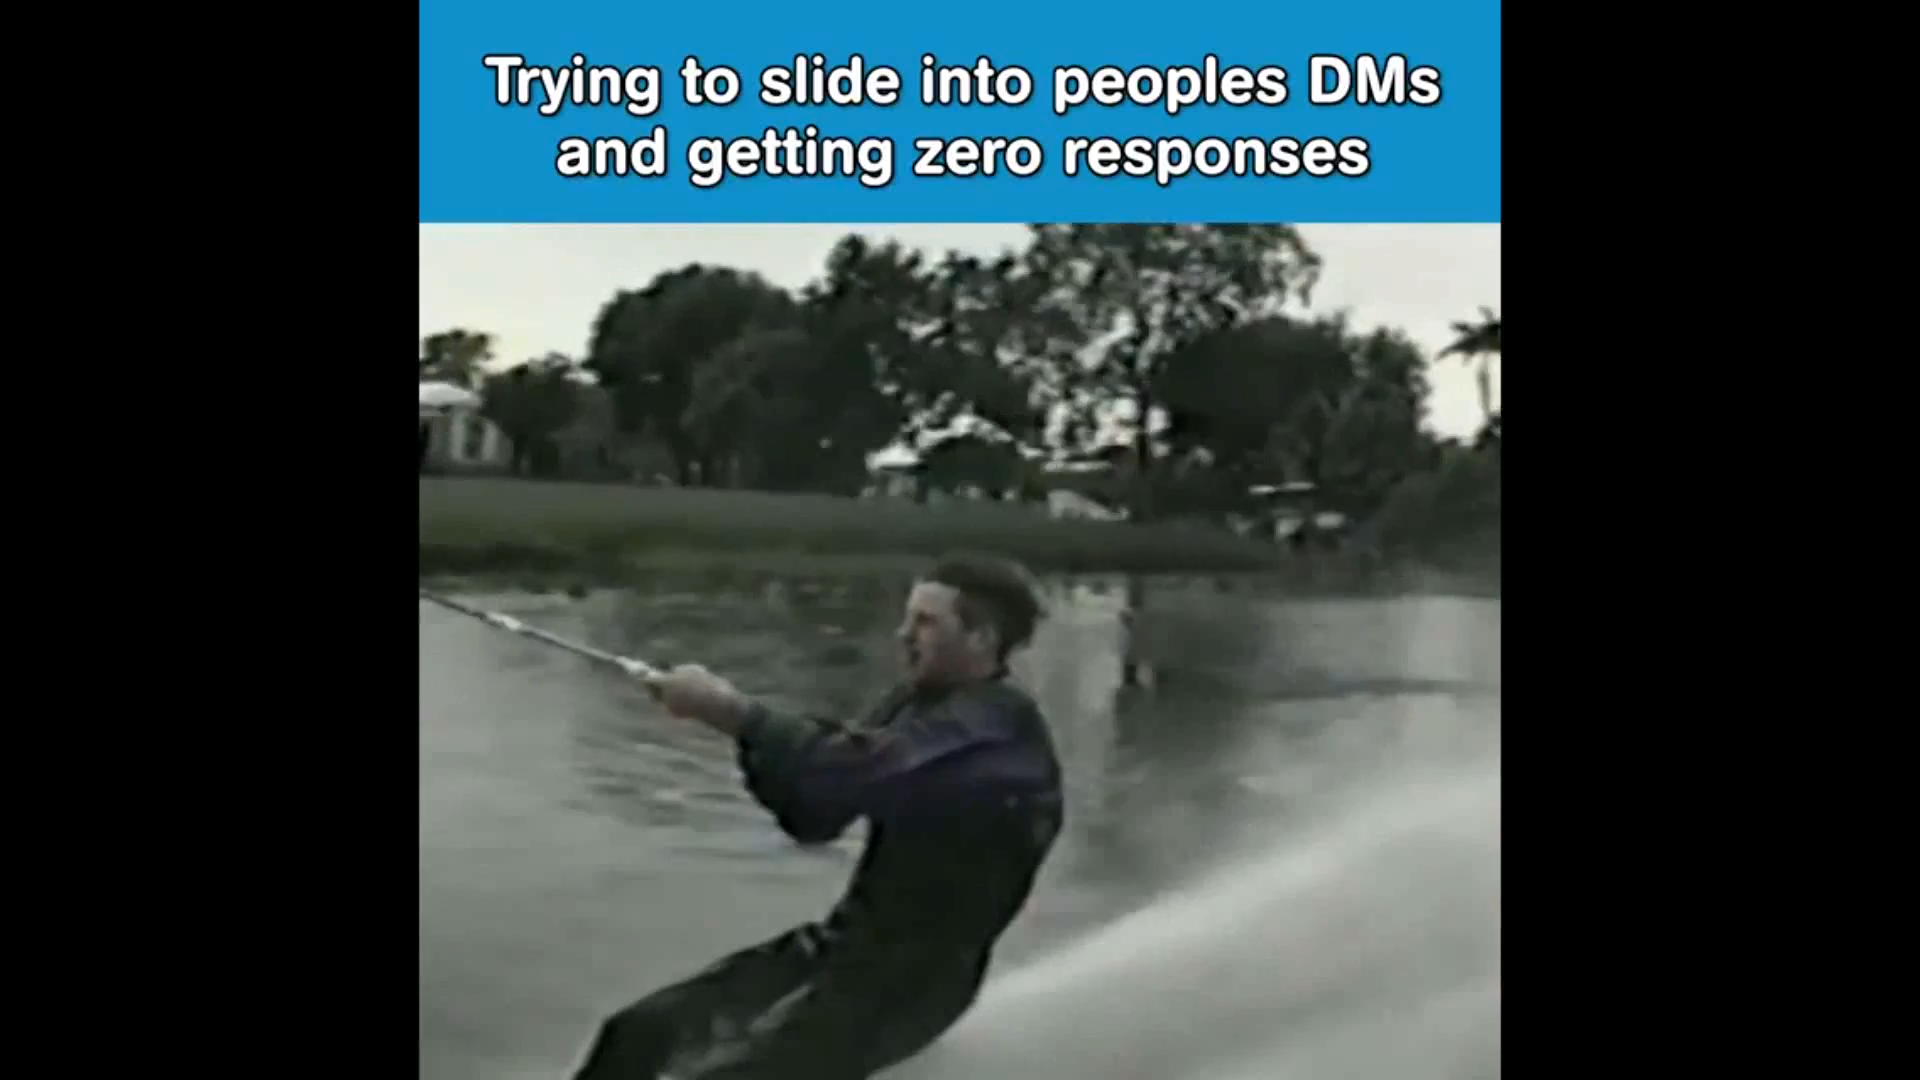 Trying to slide into peoples DMs
and getting zero responses